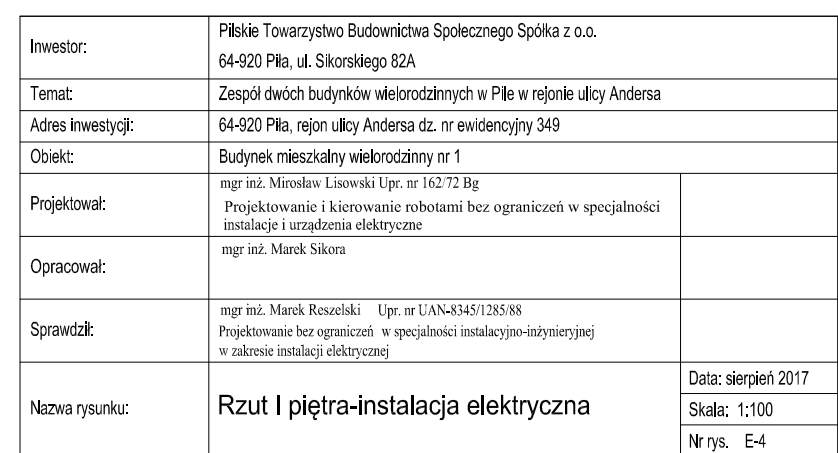 Inwestor:
Pilskie Towarzystwo Budownictwa Społecznego Spółka z o.o.
64-920 Piła, ul. Sikorskiego 82A
Temat:
Zespół dwóch budynków wielorodzinnych w Pile w rejonie ulicy Andersa
Adres inwestycji:
64-920 Piła, rejon ulicy Andersa dz. nr ewidencyjny 349
Obiekt:
Budynek mieszkalny wielorodzinny nr 1
Projektował:
mgr inż. Mirosław Lisowski Upr. nr 162/72 Bg
Projektowanie i kierowanie robotami bez ograniczeń w specjalności
instalacje i urządzenia elektryczne
Opracował:
mgr inż. Marek Sikora
Sprawdził:
mgr inż. Marek Reszelski Upr. nr UAN-8345/1285/88
Projektowanie bez ograniczeń w specjalności instalacyjno-inżynieryjnej
w zakresie instalacji elektrycznej
Nazwa rysunku:
Rzut I piętra-instalacja elektryczna
Data: sierpień 2017
Skala: 1:100
Nr rys. E-4